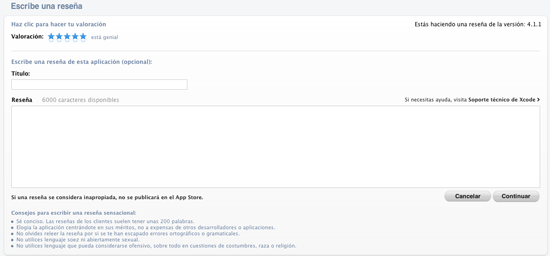 Escribe una reseña
Haz clic para hacer tu valoración
Estás haciendo una reseña de la versión: 4.1.1
Valoración: está genial
Escribe una reseña de esta aplicación (opcional):
Título:
Reseña 6000 caracteres disponibles
Si necesitas ayuda, visita Soporte técnico de Xcode
Si una reseña se considera inapropiada, no se publicará en el App Store.
Cancelar Continuar
Consejos para escribir una reseña sensacional:
Sé conciso. Las reseñas de los clientes suelen tener unas 200 palabras.
Elogia la aplicación centrándote en sus méritos, no a expensas de otros desarrolladores o aplicaciones.
No olvides releer la reseña por si se te han escapado errores ortográficos o gramaticales.
No utilices lenguaje soez ni abiertamente sexual.
No utilices lenguaje que pueda considerarse ofensivo, sobre todo en cuestiones de costumbres, raza o religión.